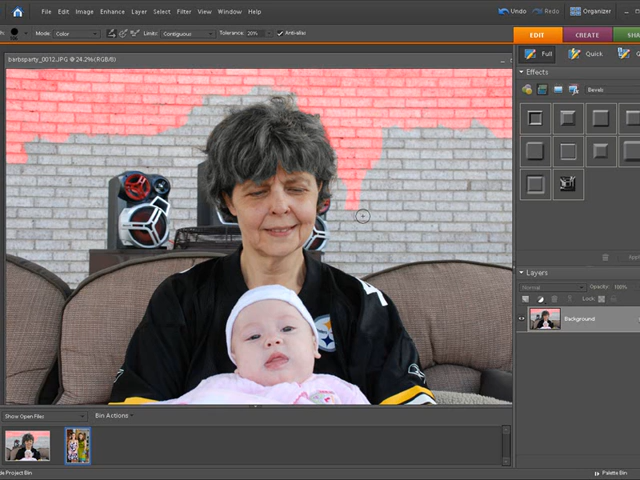 File Edit Image Enhance Layer Select Filter View Window Help Undo Redo Organizer
Mode: Color Limits: Contiguous Tolerance: 20% Anti-alias
EDIT CREATE
barbsparty_0012.JPG @ 24.2%(RGB/8)
Full Quick
Effects
Bevels
Layers
Normal Opacity: 100%
Lock:
Background
Show Open Files Bin Actions
Project Bin Palette Bin